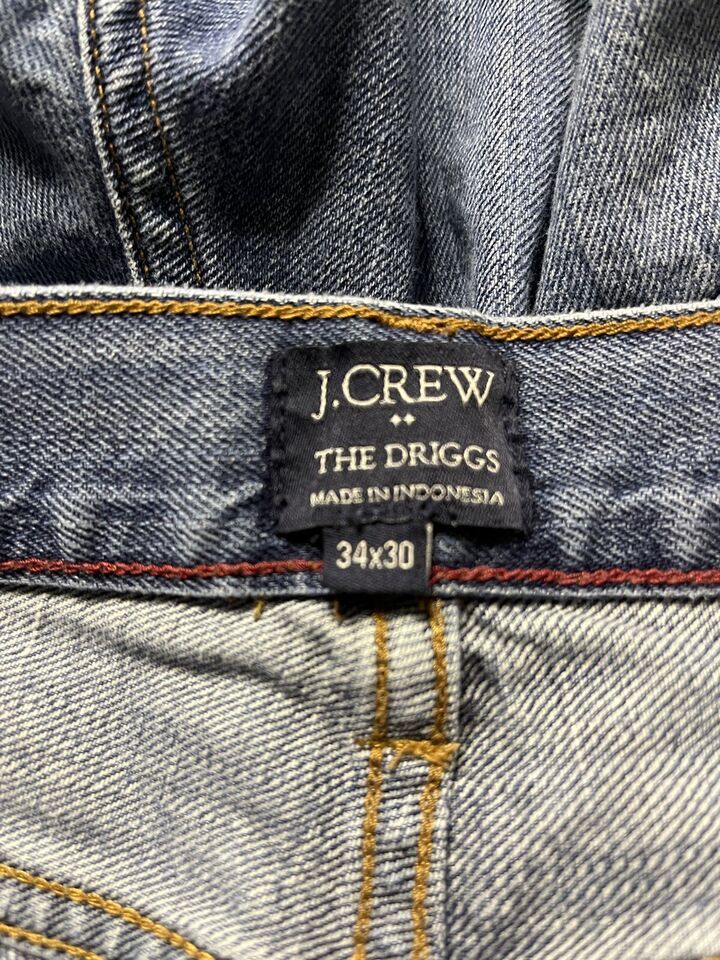 J.CREW
THE DRIGGS
MADE IN INDONESIA
34x30